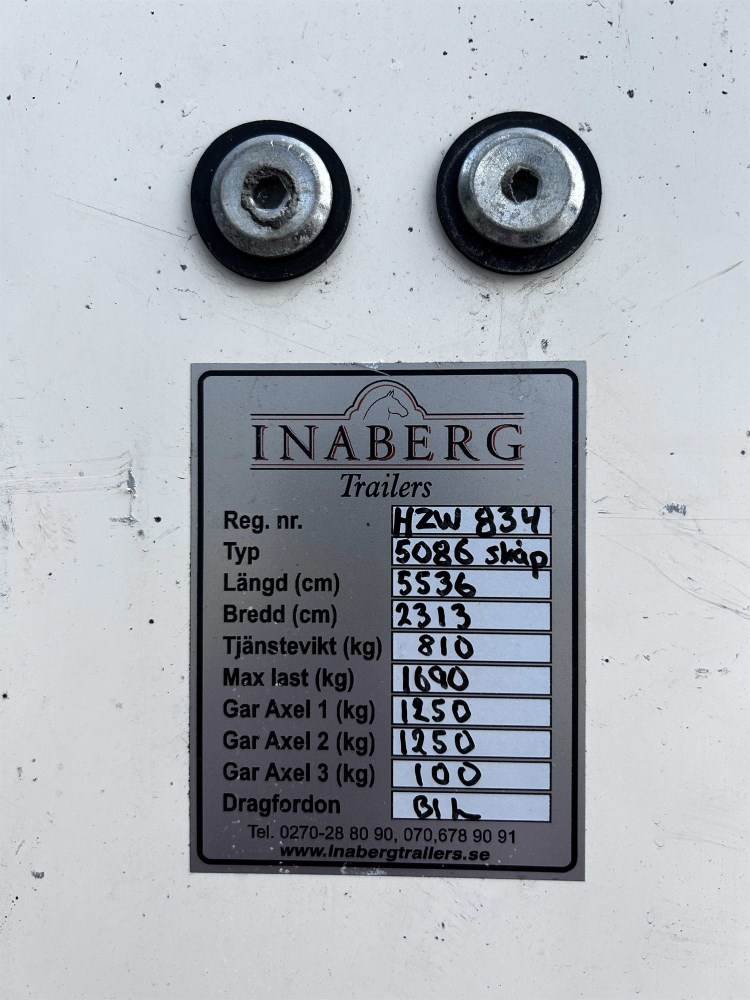 INABERG
Trailers
Reg. nr. HZW 834
Typ 5086 skåp
Längd (cm) 5536
Bredd (cm) 2313
Tjänstevikt (kg) 810
Max last (kg) 1690
Gar Axel 1 (kg) 1250
Gar Axel 2 (kg) 1250
Gar Axel 3 (kg) 100
Dragfordon BIL
Tel. 0270-28 80 90, 070,678 90 91
www.inabergtrailers.se